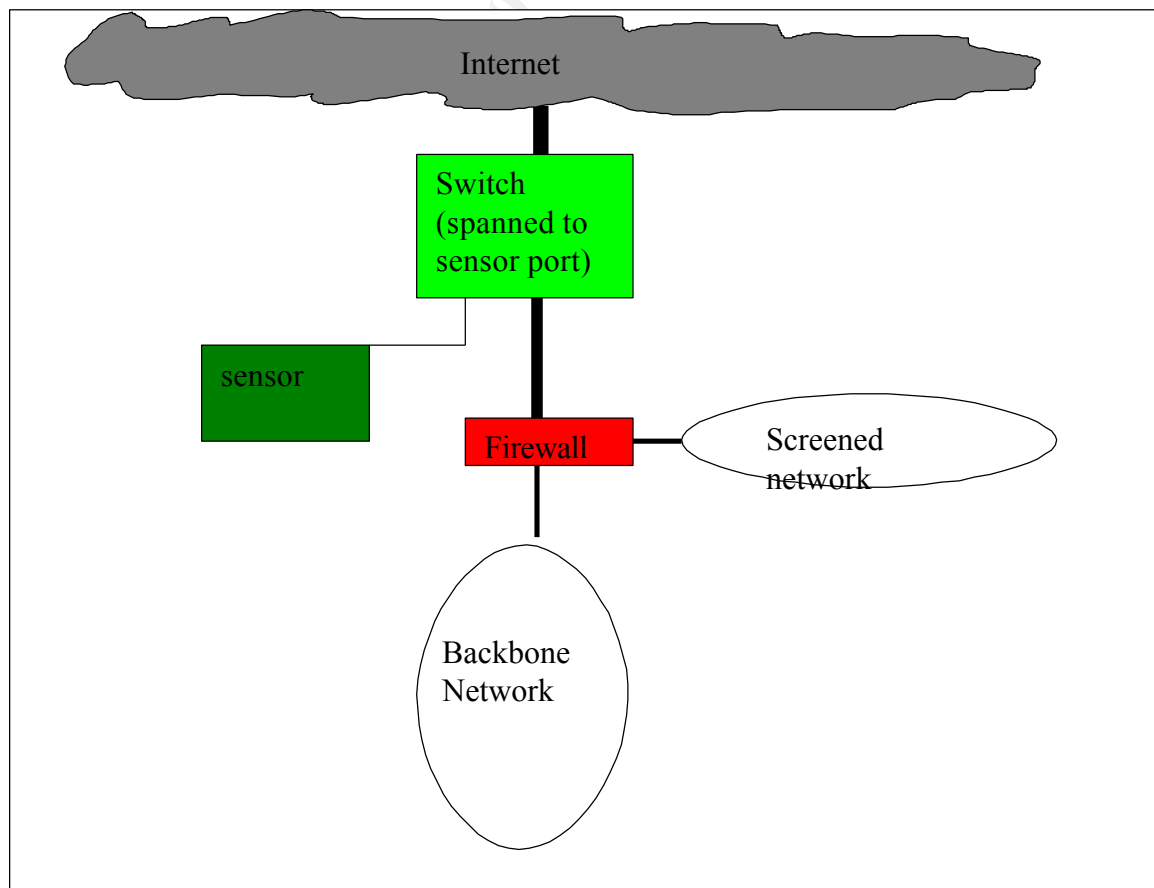 Internet
Switch
(spanned to
sensor port)
sensor
Firewall
Screened
network
Backbone
Network